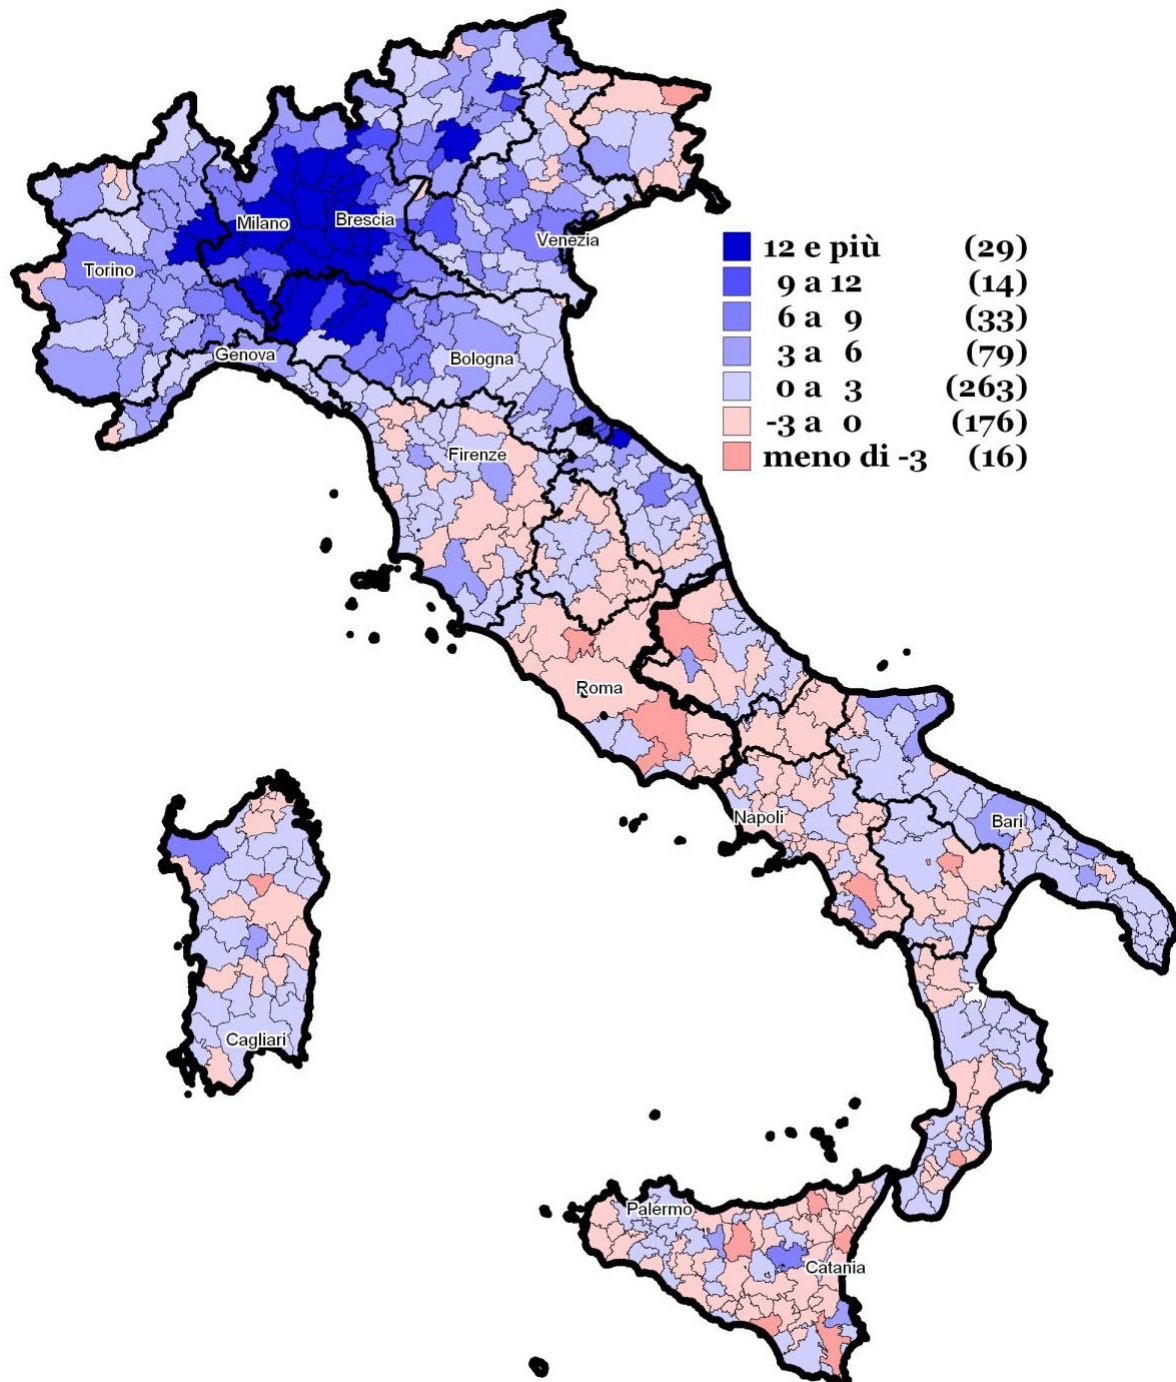 Milano
Brescia
Venezia
Torino
Genova
Bologna
Firenze
Roma
Napoli
Bari
Cagliari
Palermo
Catania
12 e più (29)
9 a 12 (14)
6 a 9 (33)
3 a 6 (79)
0 a 3 (263)
-3 a 0 (176)
meno di -3 (16)